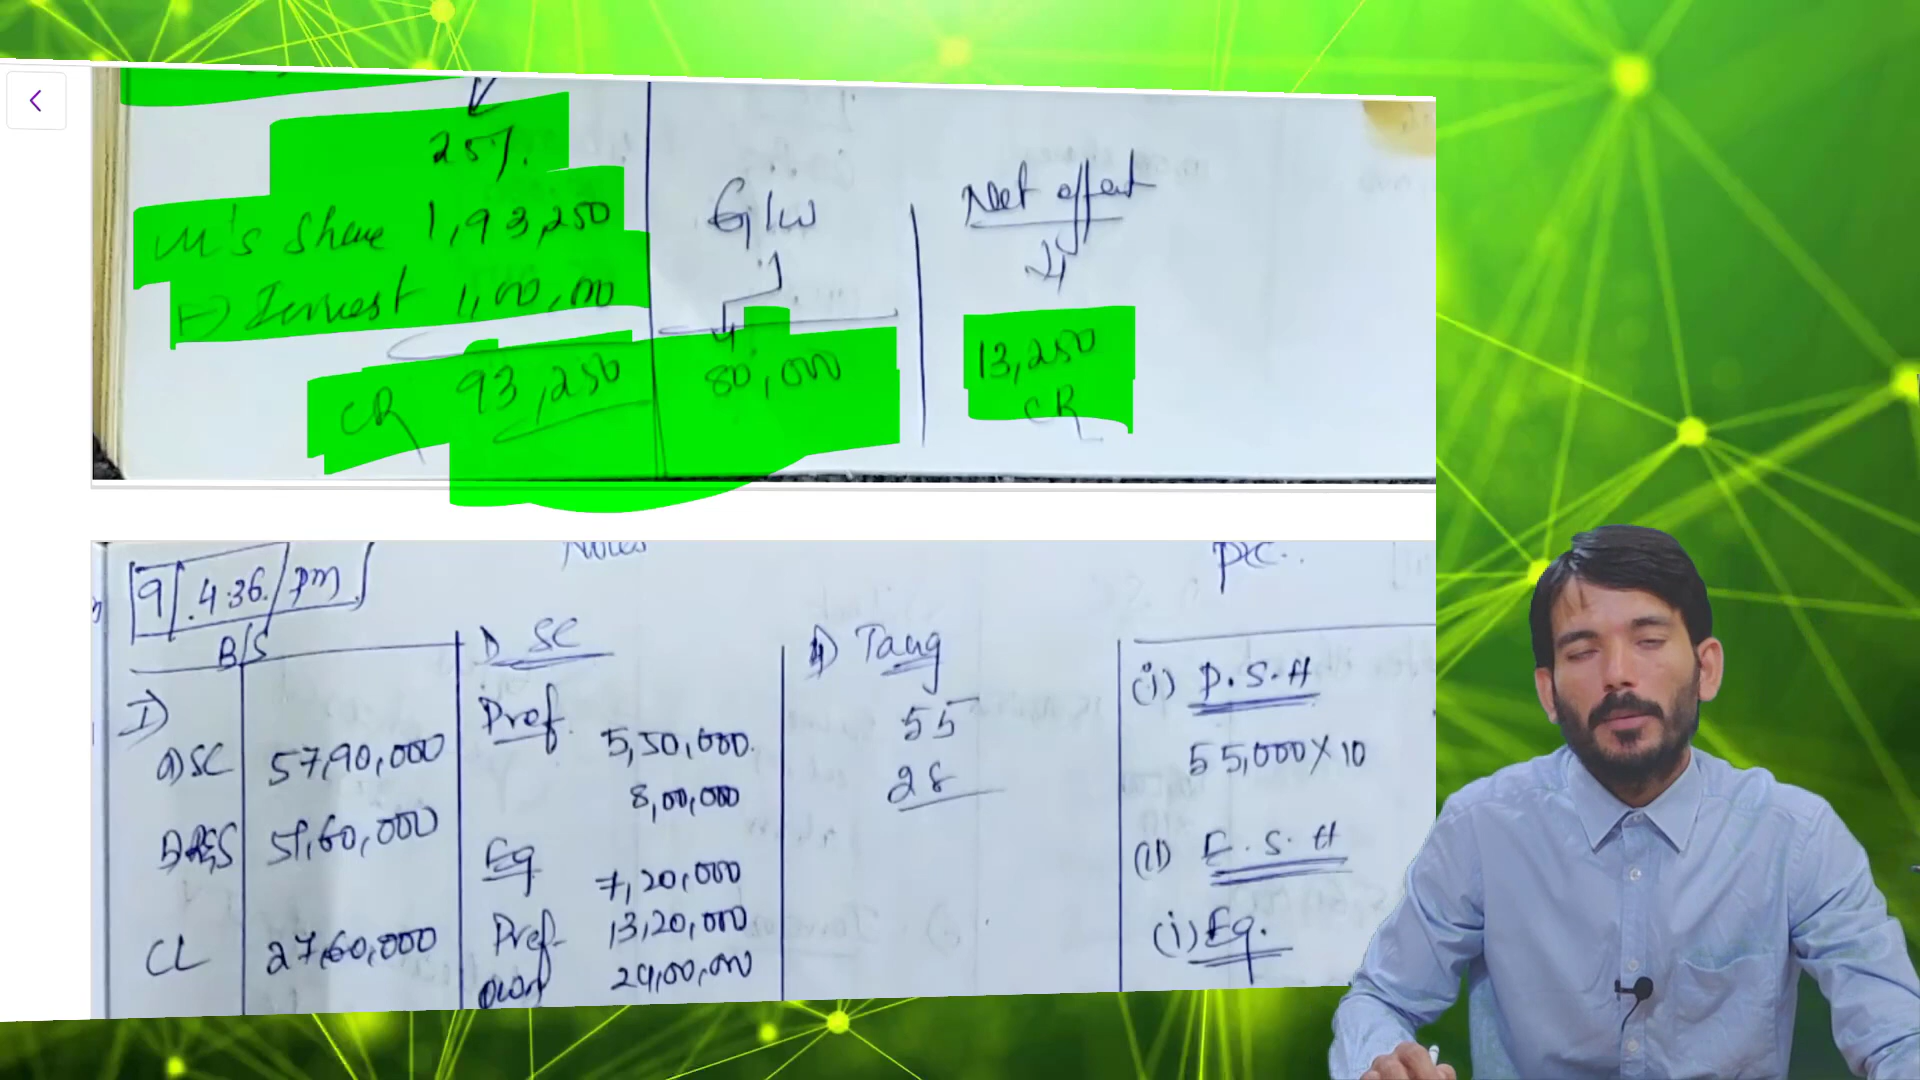 25%.
M's Share 1,93,250
(-) Invest 1,00,000
CR 93,250
G/w
80,000
Net effect
13,250
CR
9 4.36 pm
Notes
P.C.
B/S
I)
a) SC 57,90,000
b) R&S 51,60,000
CL 27,60,000
1) SC
Pref 5,50,000.
8,00,000
Eq 7,20,000
Pref- 13,20,000
own 24,00,000
4) Tang
55
28
(i) P.S.H
55,000 X 10
(ii) E.S.H
(i) Eq.